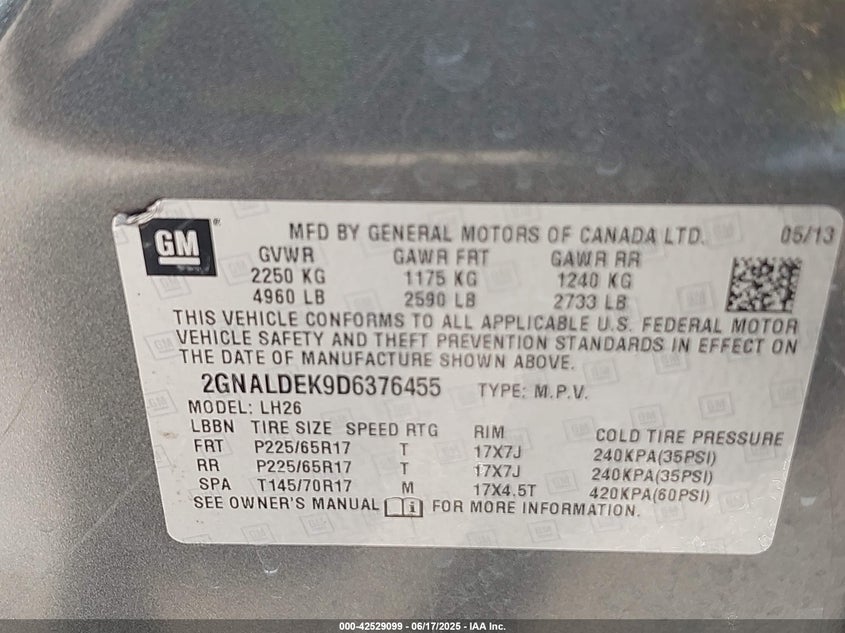 GM
MFD BY GENERAL MOTORS OF CANADA LTD. 05/13
GVWR GAWR FRT GAWR RR
2250 KG 1175 KG 1240 KG
4960 LB 2590 LB 2733 LB
THIS VEHICLE CONFORMS TO ALL APPLICABLE U.S. FEDERAL MOTOR
VEHICLE SAFETY AND THEFT PREVENTION STANDARDS IN EFFECT ON
THE DATE OF MANUFACTURE SHOWN ABOVE.
2GNALDEK9D6376455 TYPE: M.P.V.
MODEL: LH26
LBBN TIRE SIZE SPEED RTG RIM COLD TIRE PRESSURE
FRT P225/65R17 T 17X7J 240KPA(35PSI)
RR P225/65R17 T 17X7J 240KPA(35PSI)
SPA T145/70R17 M 17X4.5T 420KPA(60PSI)
SEE OWNER'S MANUAL i FOR MORE INFORMATION.
000-42529099 | 06/17/2025 - IAA Inc.